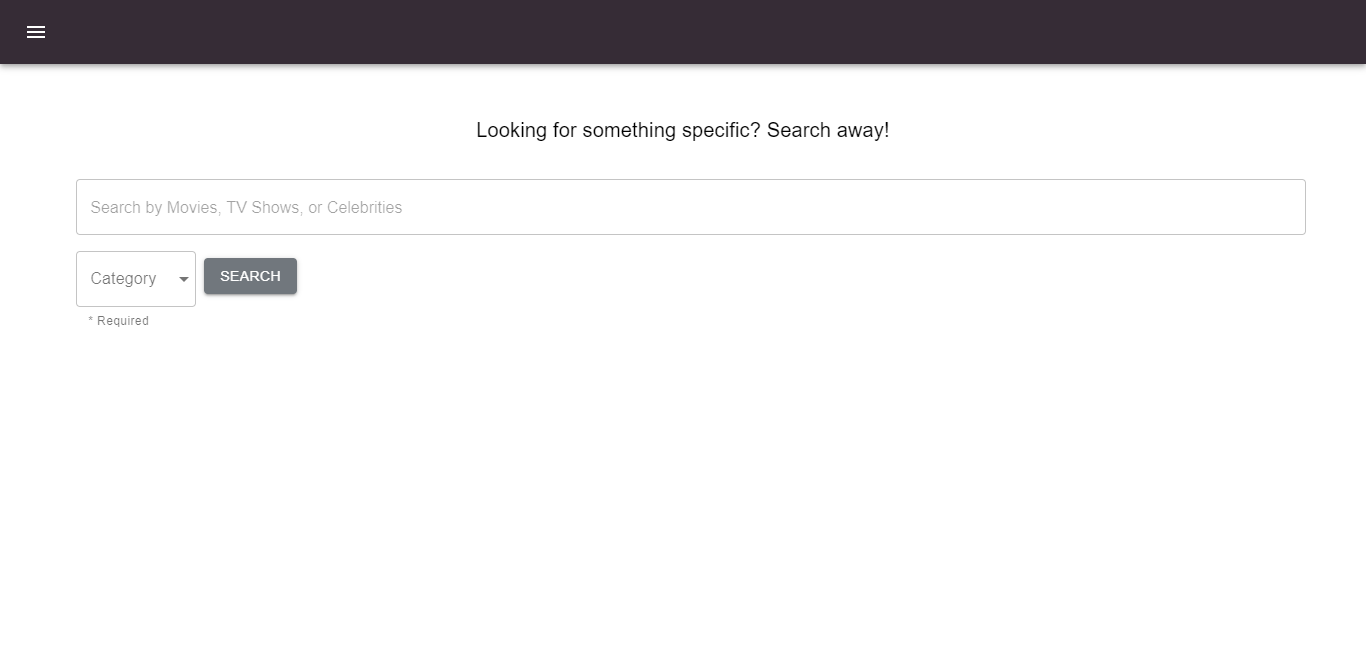 Looking for something specific? Search away!
Search by Movies, TV Shows, or Celebrities
Category
SEARCH
* Required